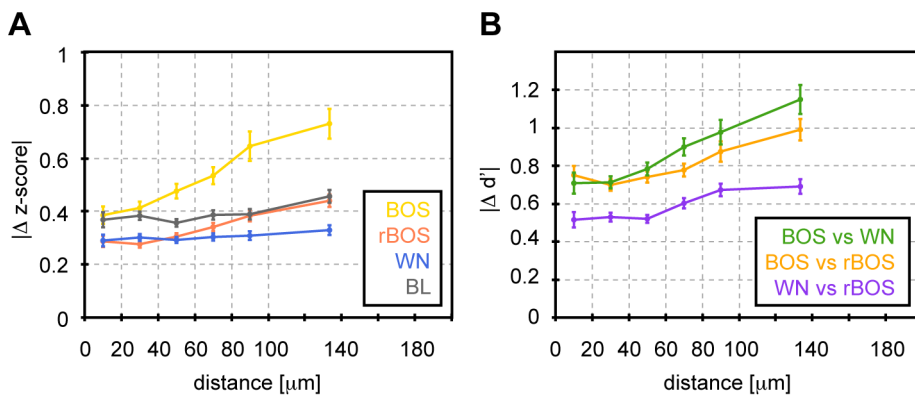 A
|Δ z-score|
1
0.8
0.6
0.4
0.2
0
BOS
rBOS
WN
BL
0 20 40 60 80 100 140 180
distance [μm]
B
|Δ d'|
1.2
1
0.8
0.6
0.4
0.2
0
BOS vs WN
BOS vs rBOS
WN vs rBOS
0 20 40 60 80 100 140 180
distance [μm]